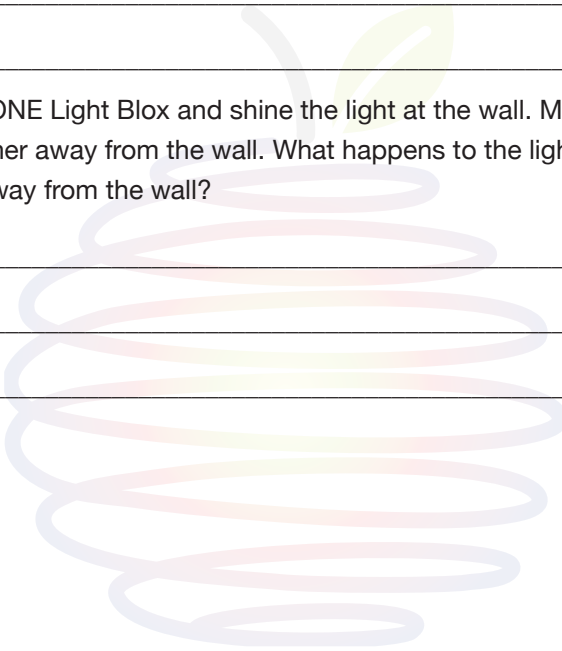 ONE Light Blox and shine the light at the wall. M
her away from the wall. What happens to the ligh
way from the wall?